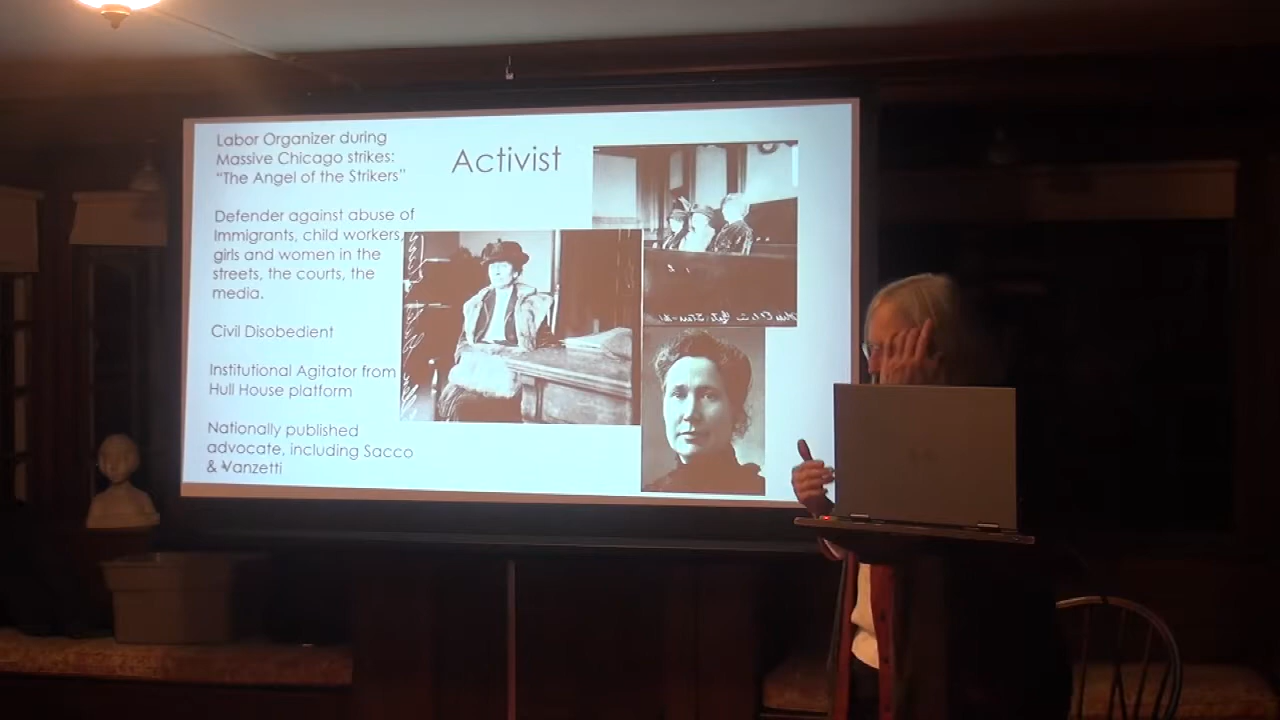 Labor Organizer during
Massive Chicago strikes:
"The Angel of the Strikers"
Activist
Defender against abuse of
Immigrants, child workers,
girls and women in the
streets, the courts, the
media.
Civil Disobedient
Institutional Agitator from
Hull House platform
Nationally published
advocate, including Sacco
& Vanzetti